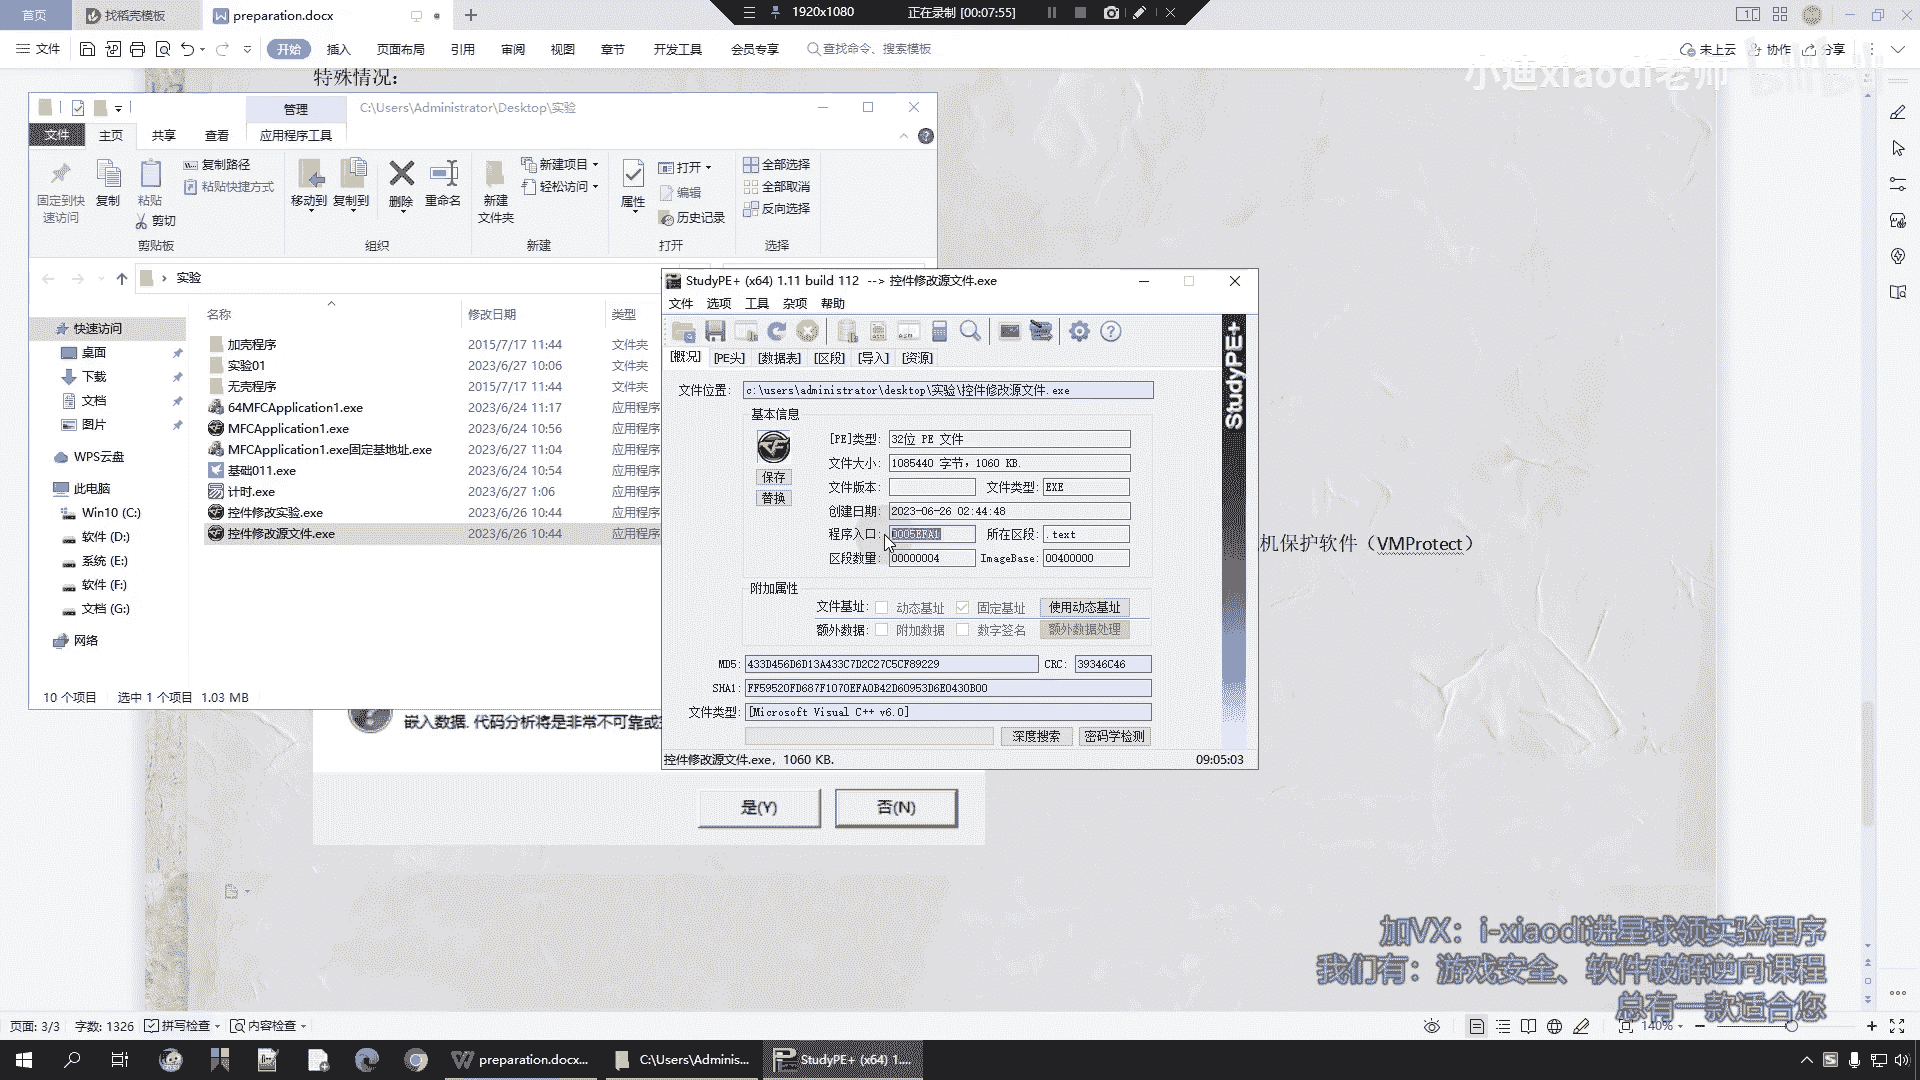 首页
找稻壳模板
preparation.docx
1920x1080
正在录制 [00:07:55]
文件
开始
插入
页面布局
引用
审阅
视图
章节
开发工具
会员专享
查找命令、搜索模板
未上云
协作
分享
小迪xiaodi老师
bilibili
特殊情况：
管理
C:\Users\Administrator\Desktop\实验
文件
主页
共享
查看
应用程序工具
固定到快速访问
复制
粘贴
复制路径
粘贴快捷方式
剪切
移动到
复制到
删除
重命名
新建文件夹
新建项目
轻松访问
属性
打开
编辑
历史记录
全部选择
全部取消
反向选择
剪贴板
组织
新建
打开
选择
实验
名称
修改日期
类型
快速访问
桌面
下载
文档
图片
WPS云盘
此电脑
Win10 (C:)
软件 (D:)
系统 (E:)
软件 (F:)
文档 (G:)
网络
加壳程序 2015/7/17 11:44 文件夹
实验01 2023/6/27 10:06 文件夹
无壳程序 2015/7/17 11:44 文件夹
64MFCApplication1.exe 2023/6/24 11:17 应用程序
MFCApplication1.exe 2023/6/24 10:56 应用程序
MFCApplication1.exe固定基地址.exe 2023/6/27 11:04 应用程序
基础011.exe 2023/6/24 10:54 应用程序
计时.exe 2023/6/27 1:06 应用程序
控件修改实验.exe 2023/6/26 10:44 应用程序
控件修改源文件.exe 2023/6/26 10:44 应用程序
10 个项目 选中 1 个项目 1.03 MB
StudyPE+ (x64) 1.11 build 112 --> 控件修改源文件.exe
文件 选项 工具 杂项 帮助
[概况] [PE头] [数据表] [区段] [导入] [资源]
StudyPE+
文件位置: c:\users\administrator\desktop\实验\控件修改源文件.exe
基本信息
保存
替换
[PE]类型: 32位 PE 文件
文件大小: 1085440 字节，1060 KB.
文件版本: 文件类型: EXE
创建日期: 2023-06-26 02:44:48
程序入口: 0005EFA1 所在区段: .text
区段数量: 00000004 ImageBase: 00400000
附加属性
文件基址: 动态基址 固定基址 使用动态基址
额外数据: 附加数据 数字签名 额外数据处理
MD5: 433D456D6D13A433C7D2C27C5CF89229 CRC: 39346C46
SHA1: FF59520FD687F1070EFA0B42D60953D6E0430B00
文件类型: [Microsoft Visual C++ v6.0]
深度搜索 密码学检测
控件修改源文件.exe，1060 KB. 09:05:03
机保护软件（VMProtect）
嵌入数据. 代码分析将是非常不可靠或
是(Y) 否(N)
加VX：i-xiaodi进星球领实验程序
我们有：游戏安全、软件破解逆向课程
总有一款适合您
页面: 3/3 字数: 1326 拼写检查 内容检查
140%
preparation.docx...
C:\Users\Adminis...
StudyPE+ (x64) 1....